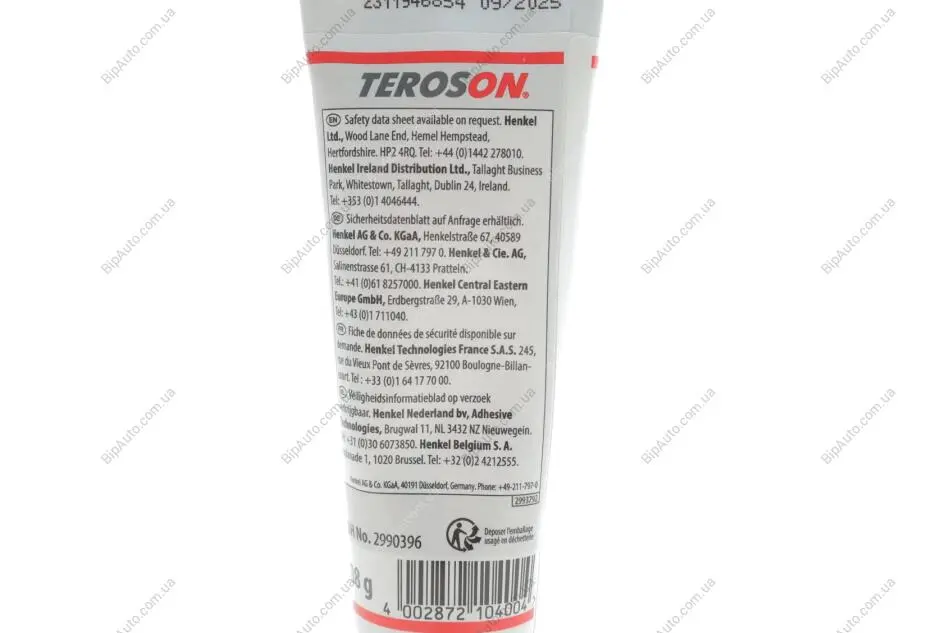 2311946854 09/2025
TEROSON®
EN Safety data sheet available on request. Henkel
Ltd., Wood Lane End, Hemel Hempstead,
Hertfordshire. HP2 4RQ. Tel: +44 (0)1442 278010.
Henkel Ireland Distribution Ltd., Tallaght Business
Park, Whitestown, Tallaght, Dublin 24, Ireland.
Tel: +353 (0)1 4046444.
DE Sicherheitsdatenblatt auf Anfrage erhältlich.
Henkel AG & Co. KGaA, Henkelstraße 67, 40589
Düsseldorf. Tel: +49 211 797 0. Henkel & Cie. AG,
Salinenstrasse 61, CH-4133 Pratteln.
Tel.: +41 (0)61 8257000. Henkel Central Eastern
Europe GmbH, Erdbergstraße 29, A-1030 Wien,
Tel: +43 (0)1 711040.
FR Fiche de données de sécurité disponible sur
demande. Henkel Technologies France S.A.S. 245,
rue du Vieux Pont de Sèvres, 92100 Boulogne-Billan-
court. Tel : +33 (0)1 64 17 70 00.
Veiligheidsinformatieblad op verzoek
Henkel Nederland bv, Adhesive
Technologies, Brugwal 11, NL 3432 NZ Nieuwegein.
+31 (0)30 6073850. Henkel Belgium S. A.
1, 1020 Brussel. Tel: +32 (0)2 4212555.
Henkel AG & Co. KGaA, 40191 Düsseldorf, Germany. Phone: +49-211-797-0
2993792
No. 2990396
Déposer l'emballage
usagé en déchetterie
g
4 002872 104004
BipAuto.com.ua